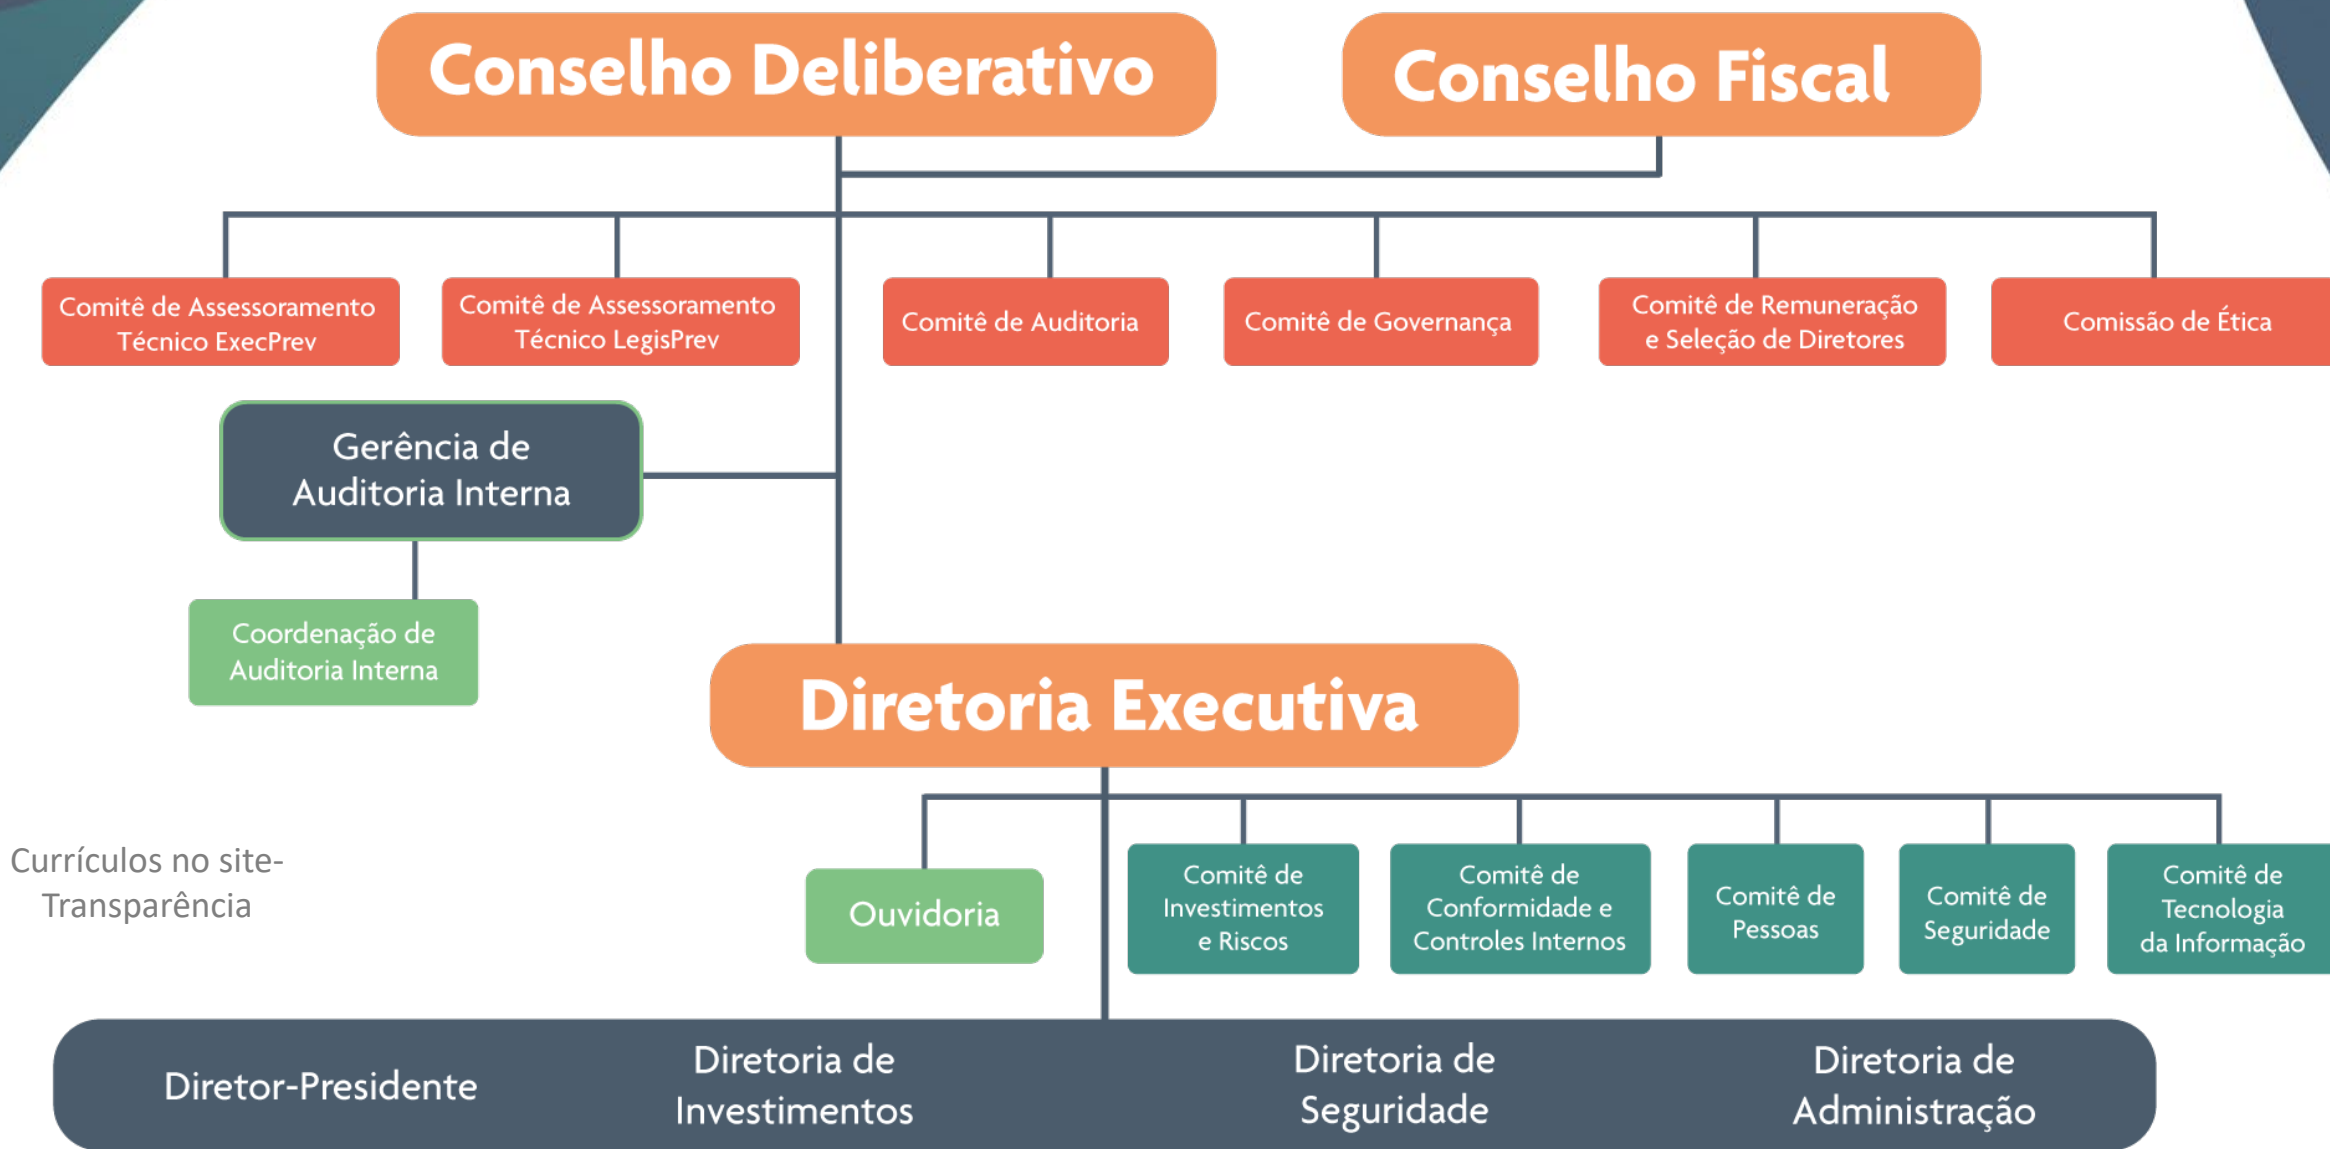 Conselho Deliberativo
Conselho Fiscal
Comitê de Assessoramento
Técnico ExecPrev
Comitê de Assessoramento
Técnico LegisPrev
Comitê de Auditoria
Comitê de Governança
Comitê de Remuneração
e Seleção de Diretores
Comissão de Ética
Gerência de
Auditoria Interna
Coordenação de
Auditoria Interna
Diretoria Executiva
Currículos no site-
Transparência
Ouvidoria
Comitê de
Investimentos
e Riscos
Comitê de
Conformidade e
Controles Internos
Comitê de
Pessoas
Comitê de
Seguridade
Comitê de
Tecnologia
da Informação
Diretor-Presidente
Diretoria de
Investimentos
Diretoria de
Seguridade
Diretoria de
Administração